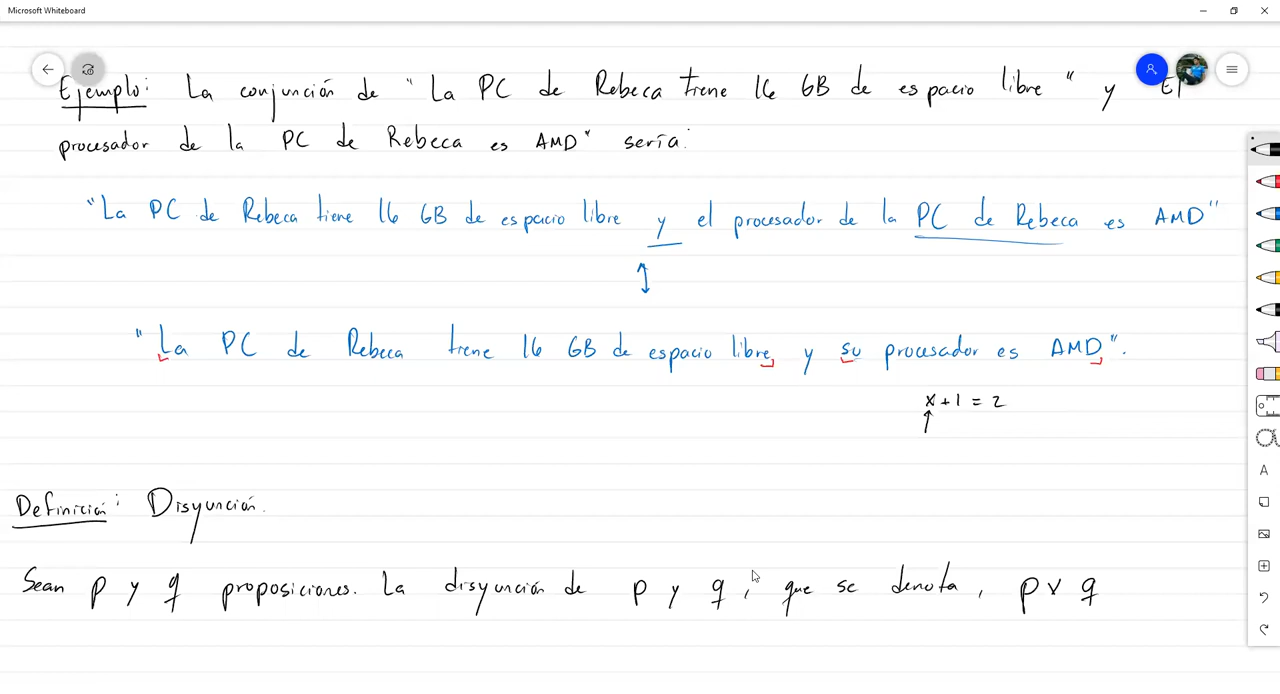 Microsoft Whiteboard
Ejemplo: La conjunción de "La PC de Rebeca tiene 16 GB de espacio libre" y El
procesador de la PC de Rebeca es AMD" sería:
"La PC de Rebeca tiene 16 GB de espacio libre y el procesador de la PC de Rebeca es AMD"
"La PC de Rebeca tiene 16 GB de espacio libre y su procesador es AMD".
x + 1 = 2
Definición: Disyunción.
Sean p y q proposiciones. La disyunción de p y q, que se denota, p ∨ q
A